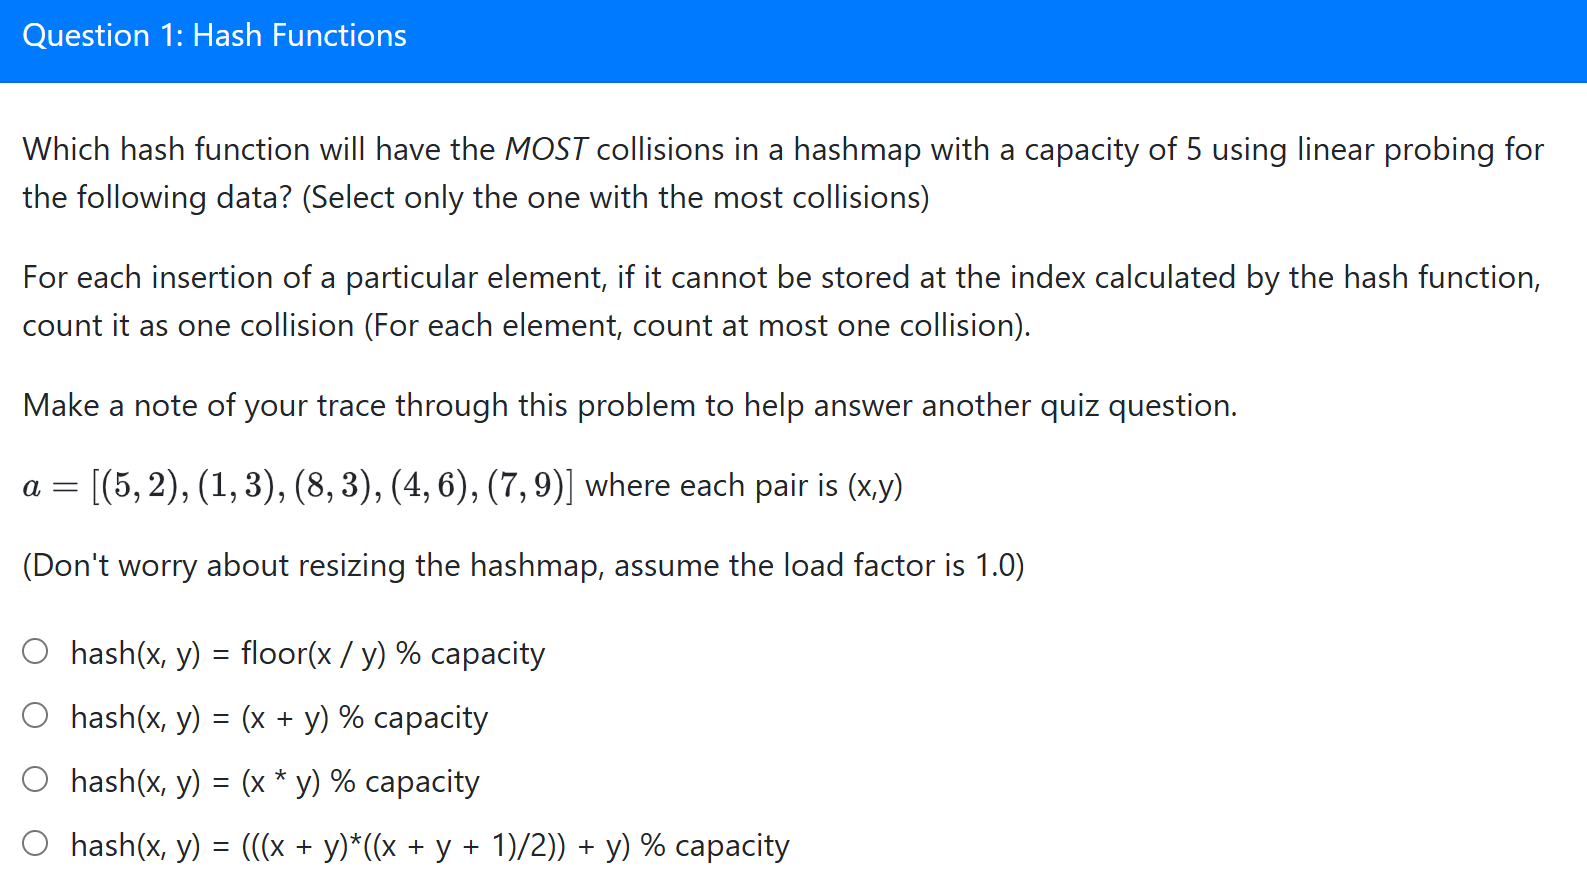 Question 1: Hash Functions
Which hash function will have the MOST collisions in a hashmap with a capacity of 5 using linear probing for
the following data? (Select only the one with the most collisions)
For each insertion of a particular element, if it cannot be stored at the index calculated by the hash function,
count it as one collision (For each element, count at most one collision).
Make a note of your trace through this problem to help answer another quiz question.
a = [(5, 2), (1, 3), (8, 3), (4, 6), (7, 9)] where each pair is (x,y)
(Don't worry about resizing the hashmap, assume the load factor is 1.0)
hash(x, y) = floor(x / y) % capacity
hash(x, y) = (x + y) % capacity
hash(x, y) = (x * y) % capacity
hash(x, y) = (((x + y)*((x + y + 1)/2)) + y) % capacity